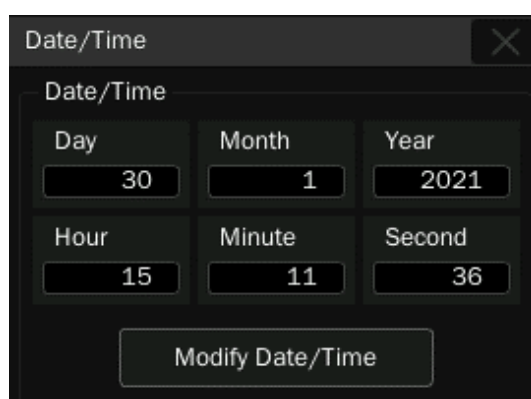 Date/Time
Date/Time
Day Month Year
30 1 2021
Hour Minute Second
15 11 36
Modify Date/Time